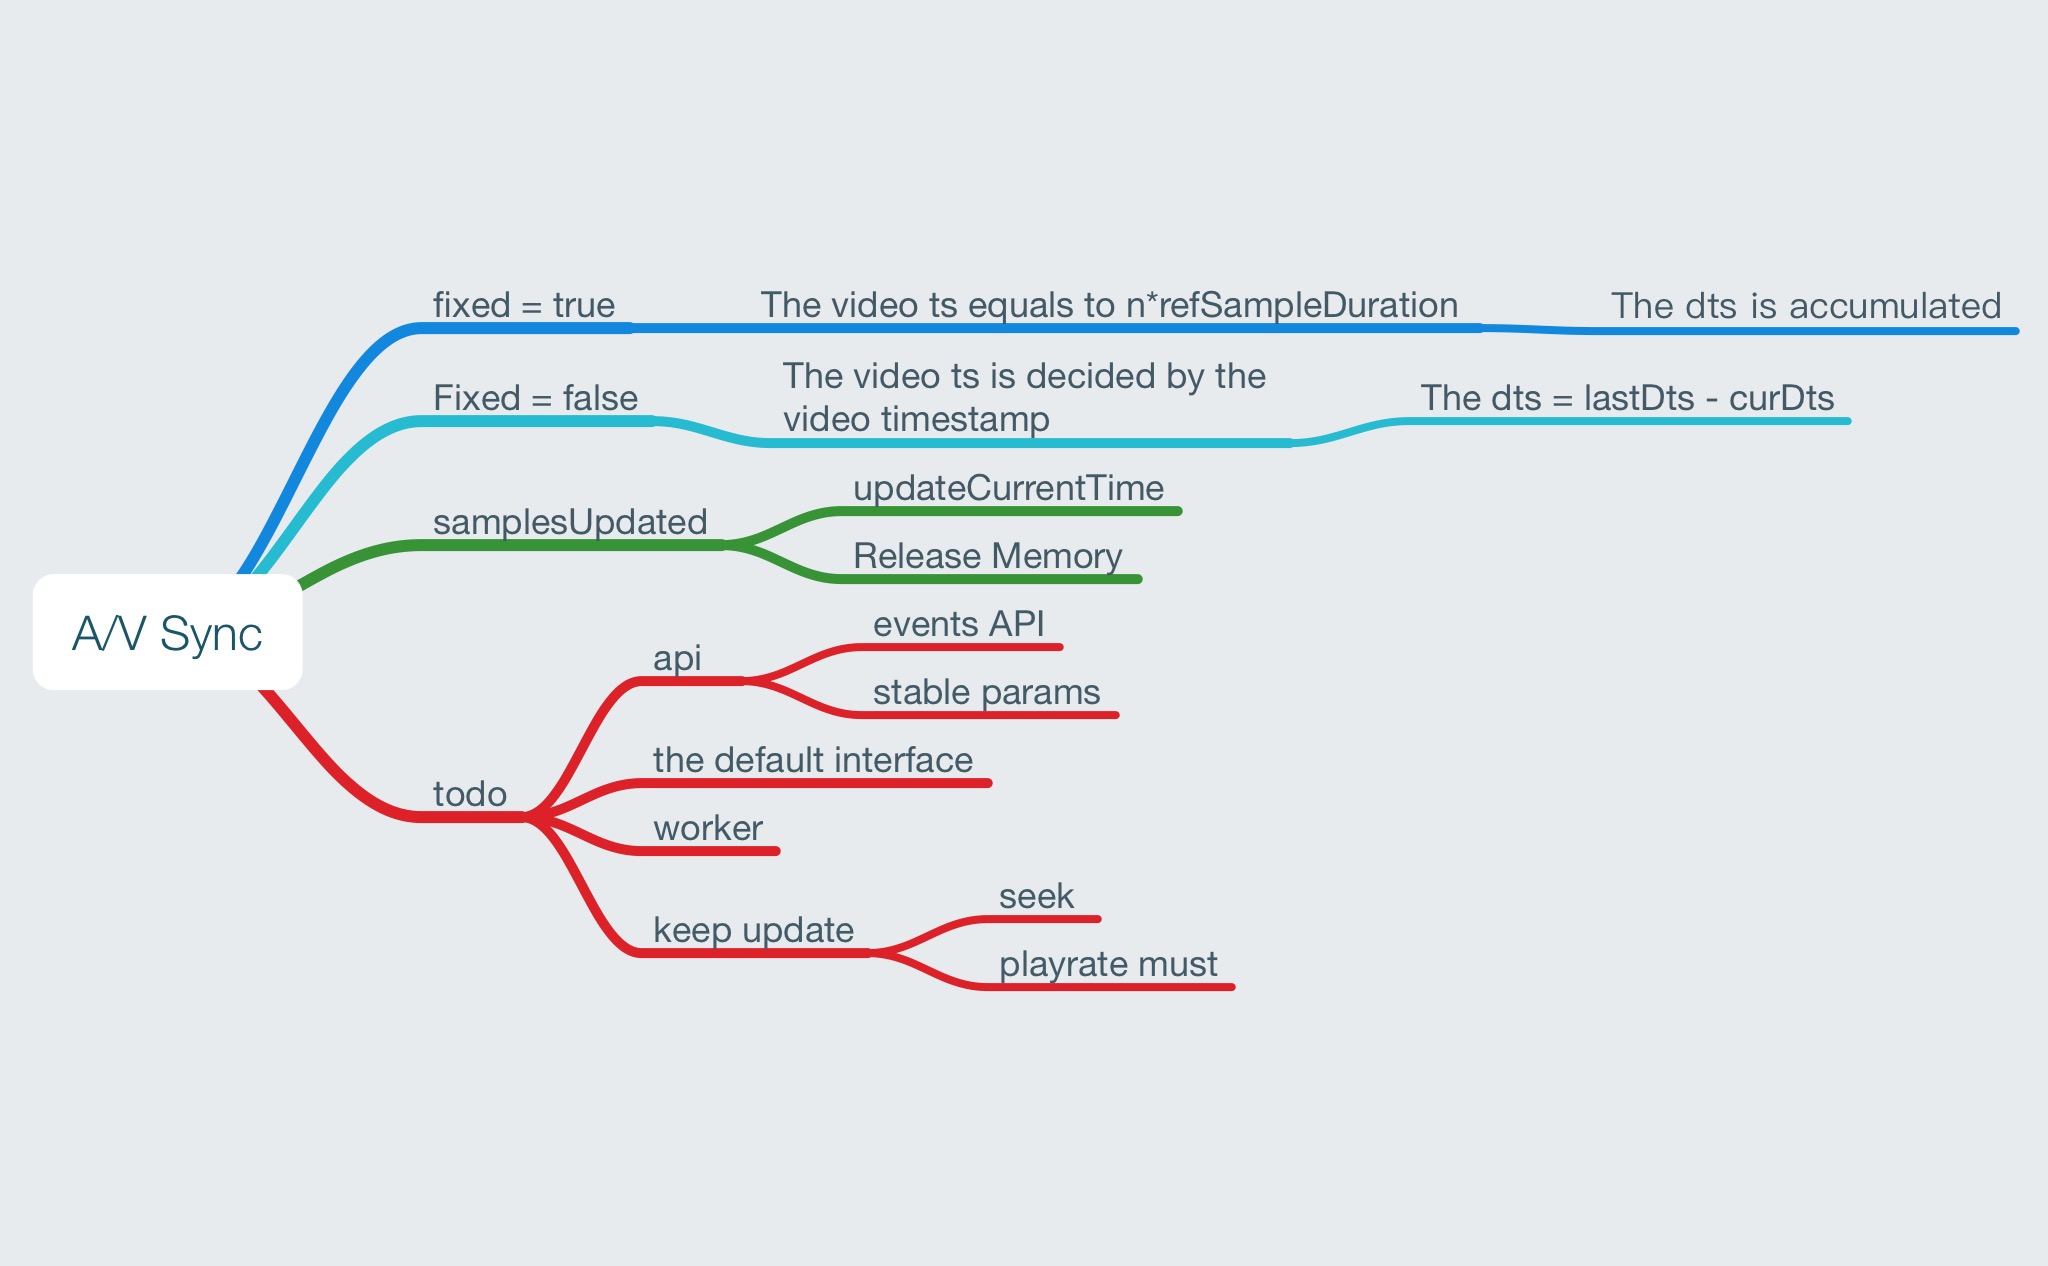 fixed = true
The video ts equals to n*refSampleDuration
The dts is accumulated
Fixed = false
The video ts is decided by the
video timestamp
The dts = lastDts - curDts
samplesUpdated
updateCurrentTime
Release Memory
A/V Sync
todo
api
events API
stable params
the default interface
worker
keep update
seek
playrate must